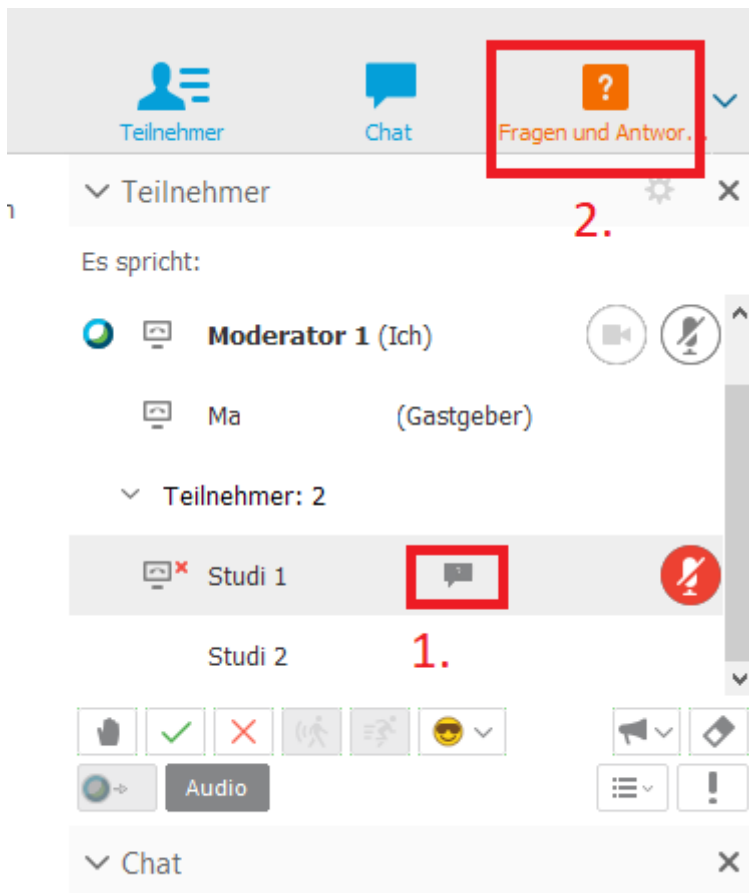 Teilnehmer
Chat
Fragen und Antwor...
n
Teilnehmer
2.
Es spricht:
Moderator 1 (Ich)
Ma (Gastgeber)
Teilnehmer: 2
Studi 1
1.
Studi 2
Audio
Chat